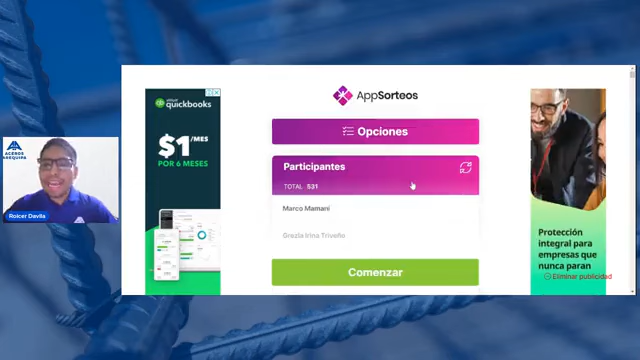 intuit
quickbooks
$1/MES
POR 6 MESES
AppSorteos
Opciones
Participantes
TOTAL 531
Marco Mamani
Grezia Irina Triveño
Comenzar
Protección
integral para
empresas que
nunca paran
Eliminar publicidad
ACEROS
AREQUIPA
Roicer Davila